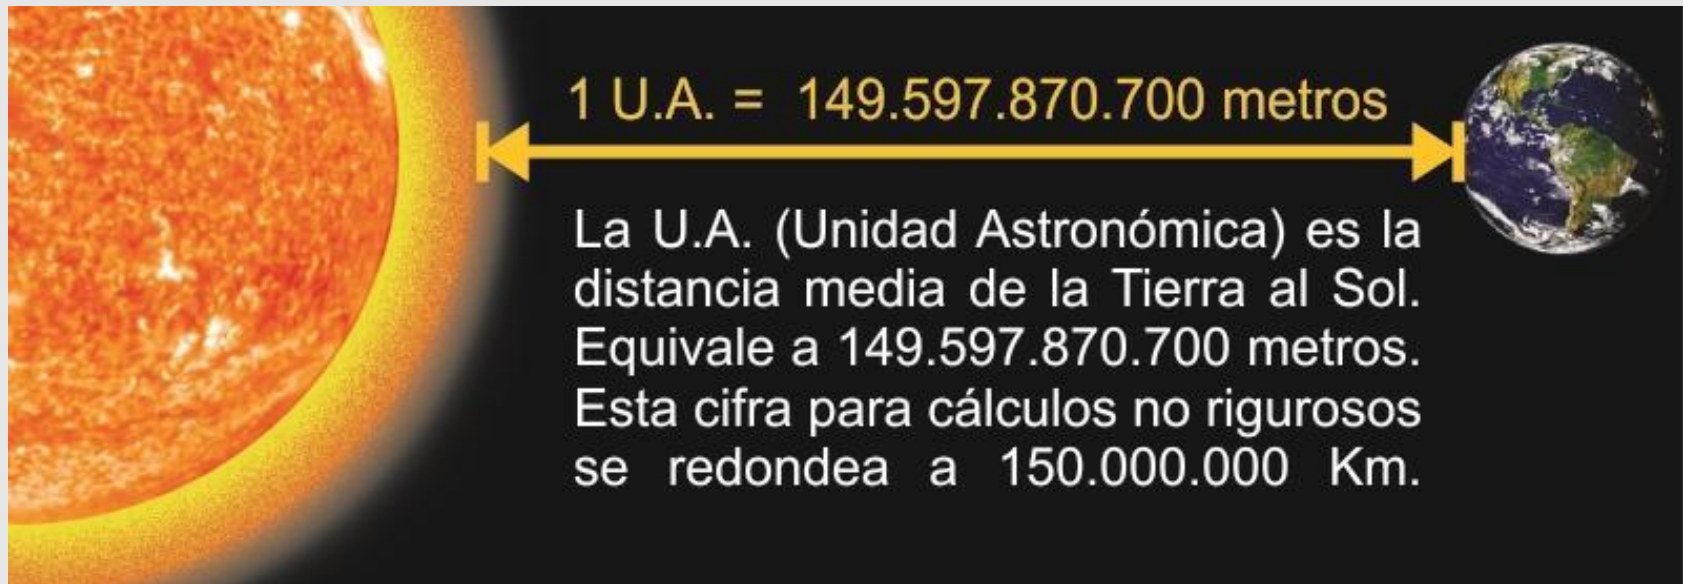 1 U.A. = 149.597.870.700 metros
La U.A. (Unidad Astronómica) es la
distancia media de la Tierra al Sol.
Equivale a 149.597.870.700 metros.
Esta cifra para cálculos no rigurosos
se redondea a 150.000.000 Km.